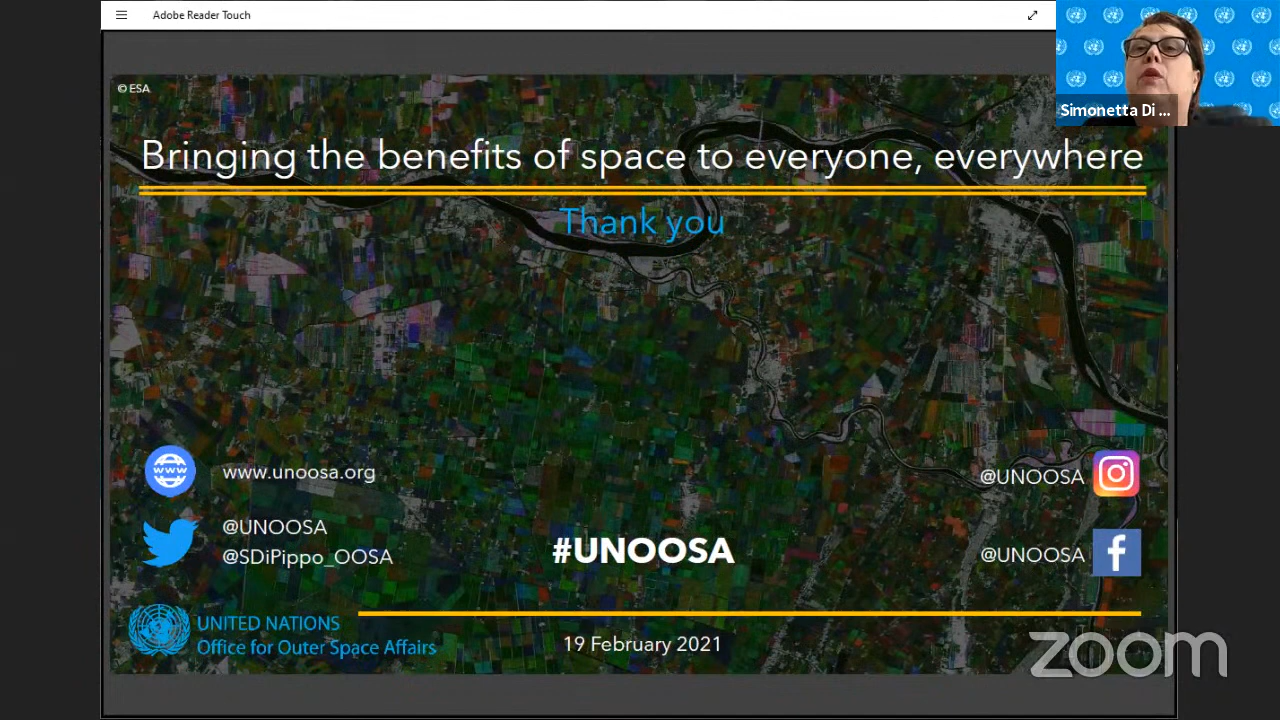 Adobe Reader Touch
Simonetta Di ...
© ESA
Bringing the benefits of space to everyone, everywhere
Thank you
www
www.unoosa.org
@UNOOSA
@UNOOSA
@SDiPippo_OOSA
#UNOOSA
@UNOOSA
UNITED NATIONS
Office for Outer Space Affairs
19 February 2021
zoom